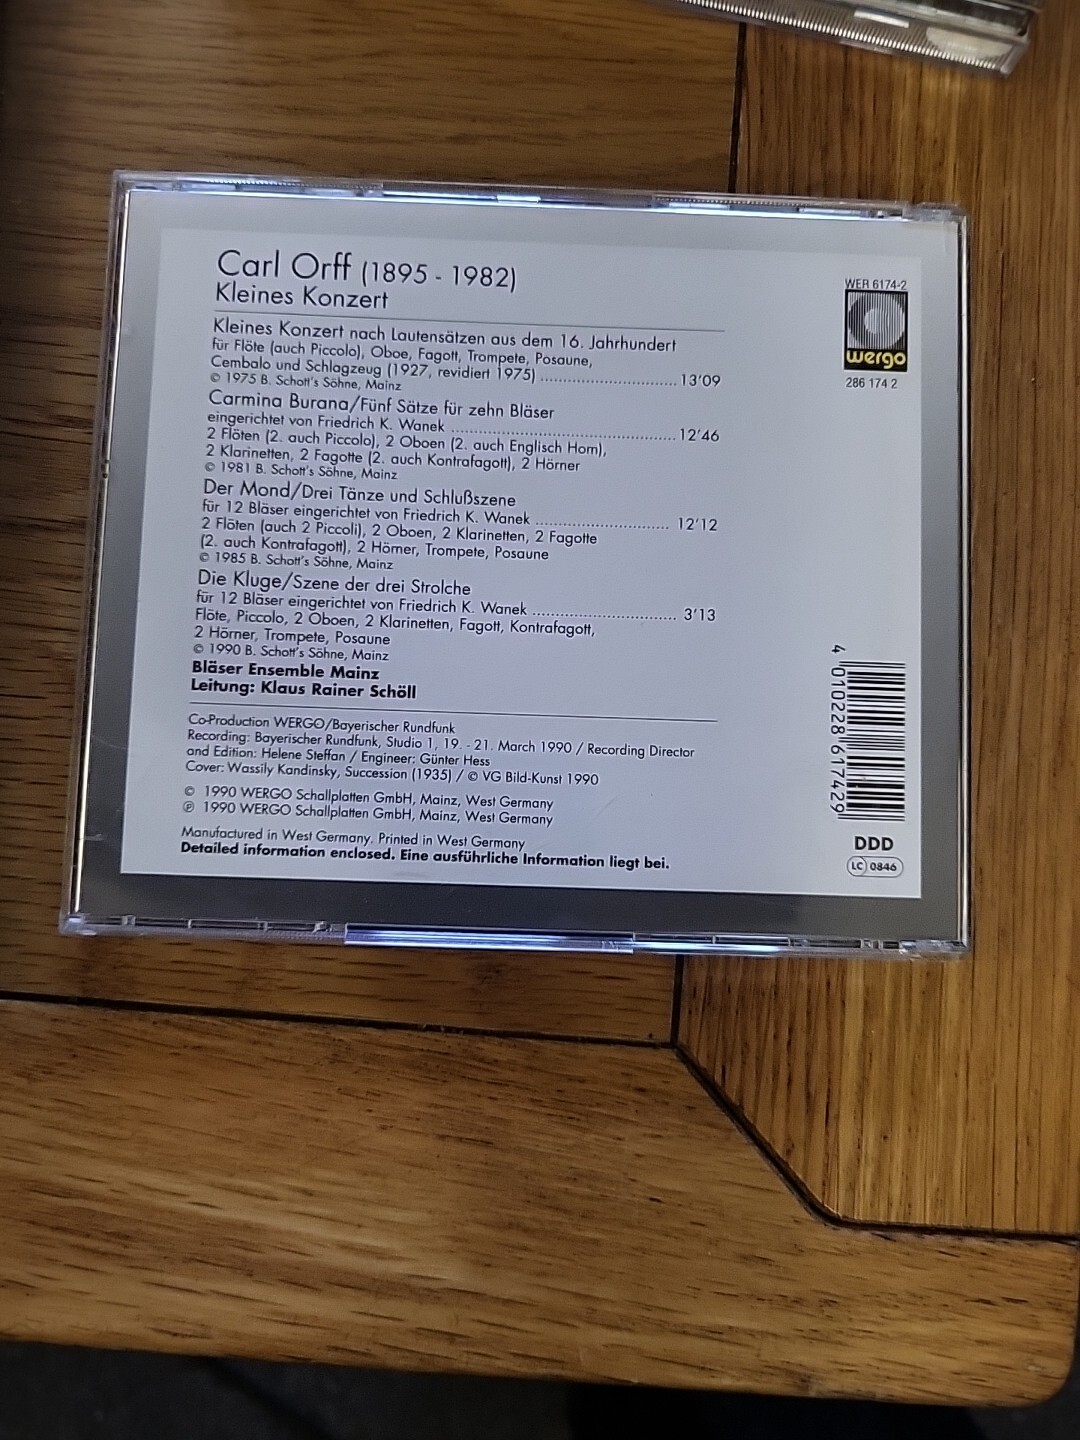 Carl Orff (1895 - 1982)
Kleines Konzert
Kleines Konzert nach Lautensätzen aus dem 16. Jahrhundert
für Flöte (auch Piccolo), Oboe, Fagott, Trompete, Posaune,
Cembalo und Schlagzeug (1927, revidiert 1975) ........................... 13'09
© 1975 B. Schott's Söhne, Mainz
Carmina Burana/Fünf Sätze für zehn Bläser
eingerichtet von Friedrich K. Wanek ............................................ 12'46
2 Flöten (2. auch Piccolo), 2 Oboen (2. auch Englisch Horn),
2 Klarinetten, 2 Fagotte (2. auch Kontrafagott), 2 Hörner
© 1981 B. Schott's Söhne, Mainz
Der Mond/Drei Tänze und Schlußszene
für 12 Bläser eingerichtet von Friedrich K. Wanek .......................... 12'12
2 Flöten (auch 2 Piccoli), 2 Oboen, 2 Klarinetten, 2 Fagotte
(2. auch Kontrafagott), 2 Hörner, Trompete, Posaune
© 1985 B. Schott's Söhne, Mainz
Die Kluge/Szene der drei Strolche
für 12 Bläser eingerichtet von Friedrich K. Wanek ............................ 3'13
Flöte, Piccolo, 2 Oboen, 2 Klarinetten, Fagott, Kontrafagott,
2 Hörner, Trompete, Posaune
© 1990 B. Schott's Söhne, Mainz
Bläser Ensemble Mainz
Leitung: Klaus Rainer Schöll
Co-Production WERGO/Bayerischer Rundfunk
Recording: Bayerischer Rundfunk, Studio 1, 19. - 21. March 1990 / Recording Director
and Edition: Helene Steffan / Engineer: Günter Hess
Cover: Wassily Kandinsky, Succession (1935) / © VG Bild-Kunst 1990
© 1990 WERGO Schallplatten GmbH, Mainz, West Germany
℗ 1990 WERGO Schallplatten GmbH, Mainz, West Germany
Manufactured in West Germany. Printed in West Germany
Detailed information enclosed. Eine ausführliche Information liegt bei.
WER 6174-2
wergo
286 174 2
4 010228 617429
DDD
LC 0846